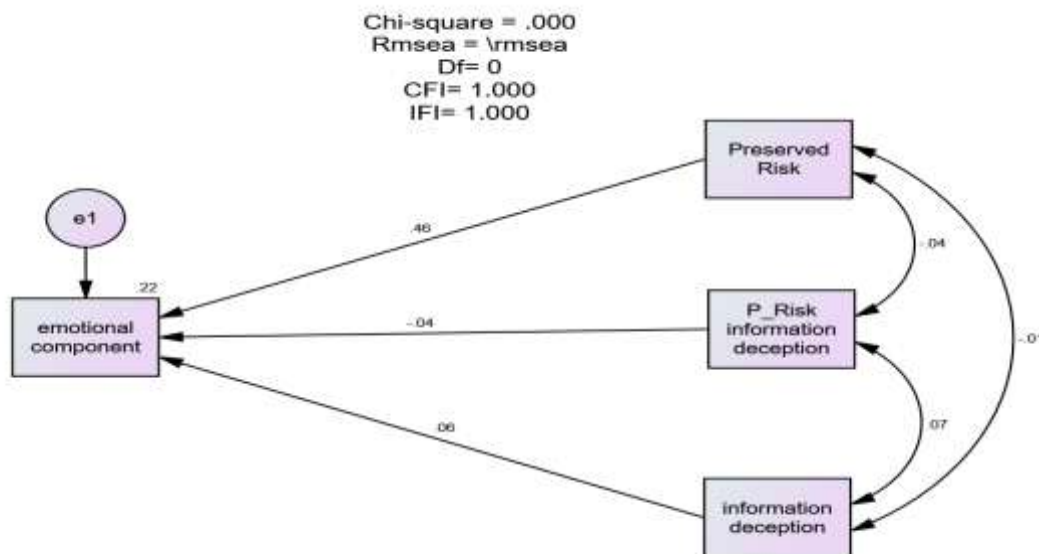 Chi-square = .000
Rmsea = \rmsea
Df= 0
CFI= 1.000
IFI= 1.000
Preserved
Risk
e1
.46
-.04
.22
emotional
component
-.04
P_Risk
information
deception
-.01
.06
.07
information
deception